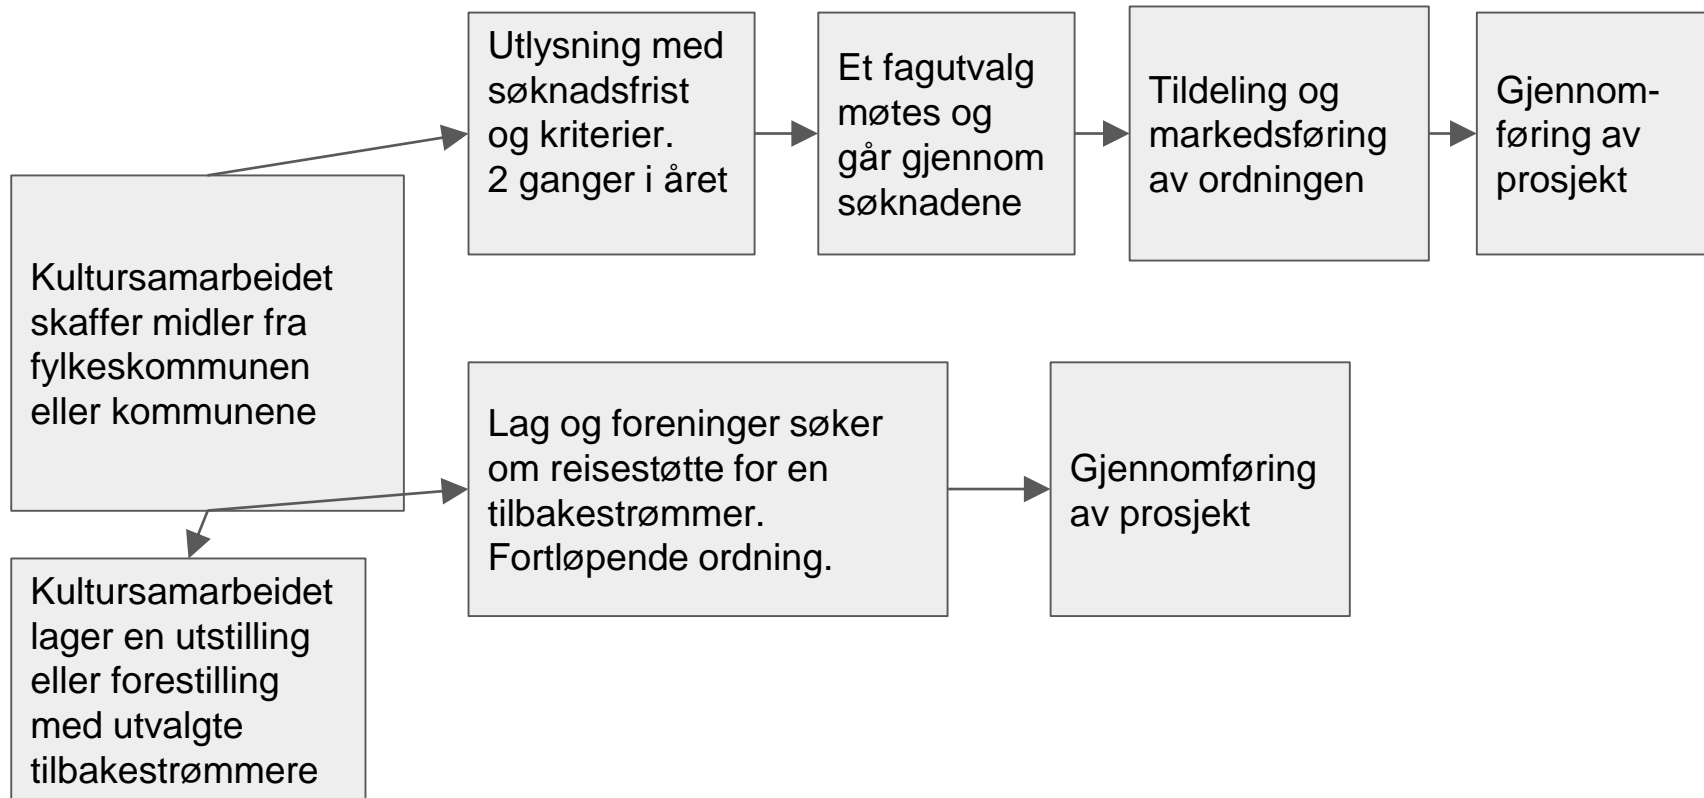 Utlysning med
søknadsfrist
og kriterier.
2 ganger i året
Et fagutvalg
møtes og
går gjennom
søknadene
Tildeling og
markedsføring
av ordningen
Gjennom-
føring av
prosjekt
Kultursamarbeidet
skaffer midler fra
fylkeskommunen
eller kommunene
Lag og foreninger søker
om reisestøtte for en
tilbakestrømmer.
Fortløpende ordning.
Gjennomføring
av prosjekt
Kultursamarbeidet
lager en utstilling
eller forestilling
med utvalgte
tilbakestrømmere